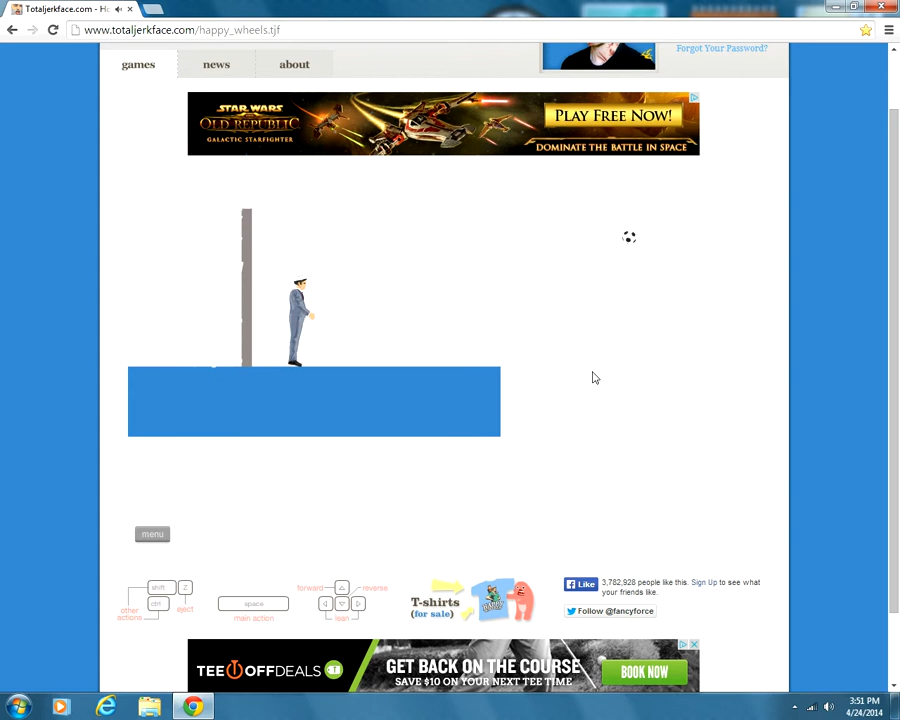 Totaljerkface.com - Ho
www.totaljerkface.com/happy_wheels.tjf
games news about
Forgot Your Password?
STAR WARS
THE OLD REPUBLIC
GALACTIC STARFIGHTER
PLAY FREE NOW!
DOMINATE THE BATTLE IN SPACE
menu
shift Z
ctrl
other actions
eject
space
main action
forward reverse
lean
T-shirts
(for sale)
Like 3,782,928 people like this. Sign Up to see what
your friends like.
Follow @fancyforce
TEE OFF DEALS
GET BACK ON THE COURSE
SAVE $10 ON YOUR NEXT TEE TIME
BOOK NOW
3:51 PM
4/24/2014